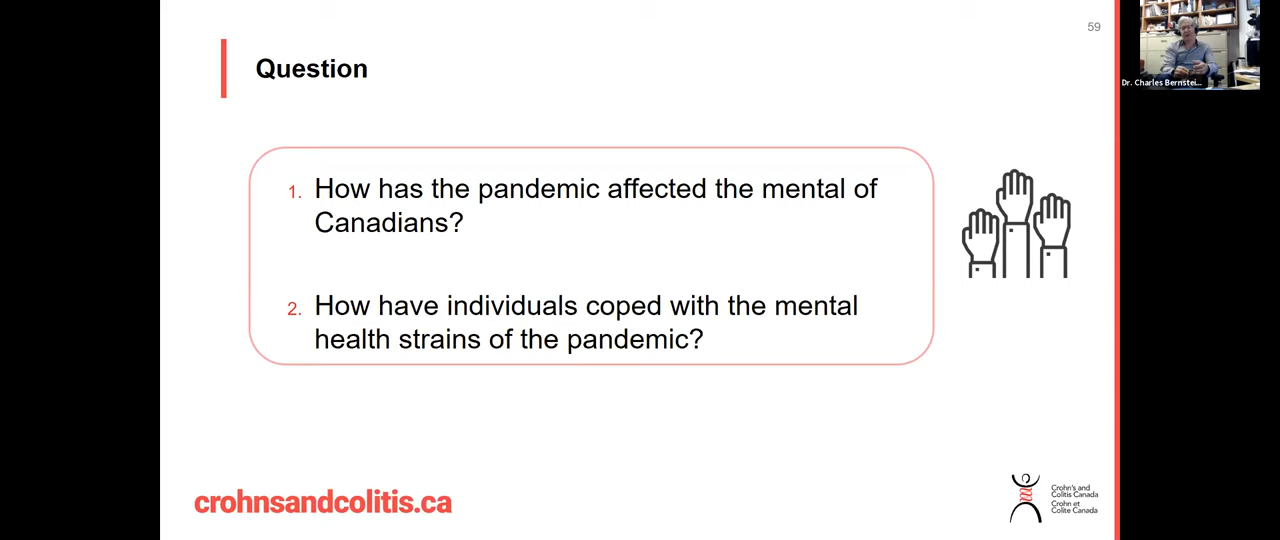 59
Dr. Charles Bernstei...
Question
1. How has the pandemic affected the mental of
Canadians?
2. How have individuals coped with the mental
health strains of the pandemic?
crohnsandcolitis.ca
Crohn's and
Colitis Canada
Crohn et
Colite Canada